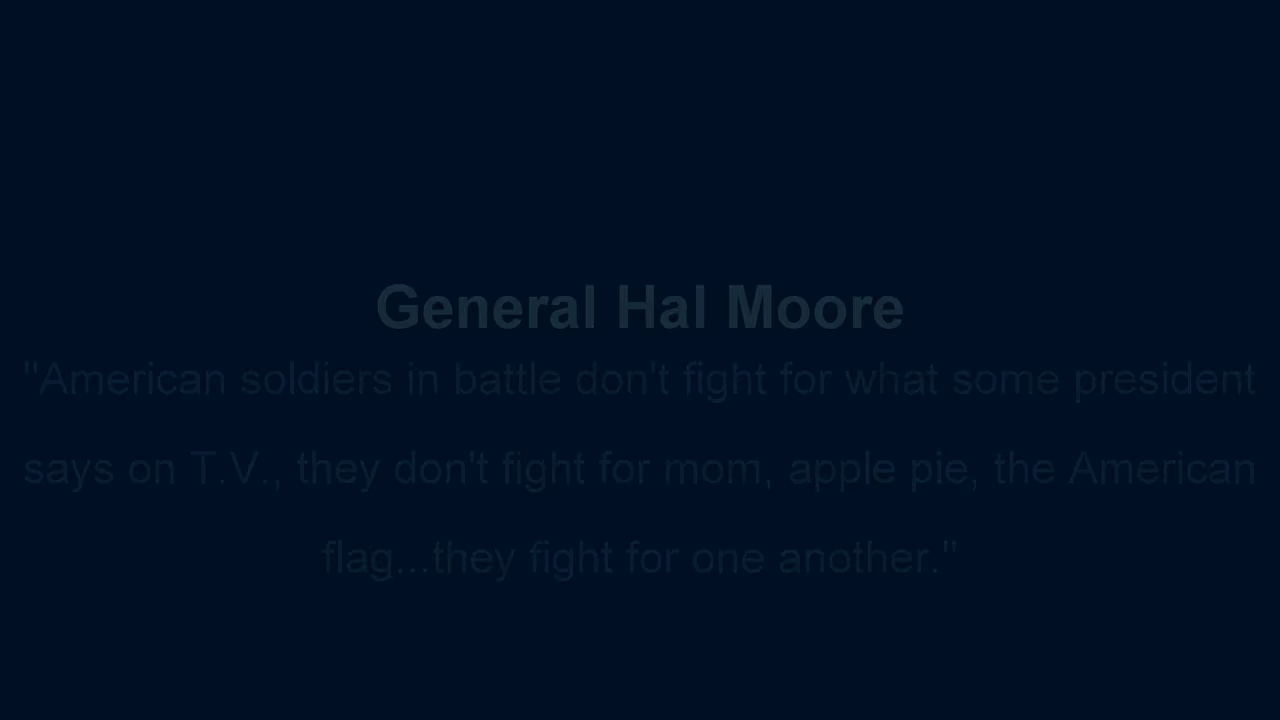 General Hal Moore
"American soldiers in battle don't fight for what some president
says on T.V., they don't fight for mom, apple pie, the American
flag...they fight for one another."